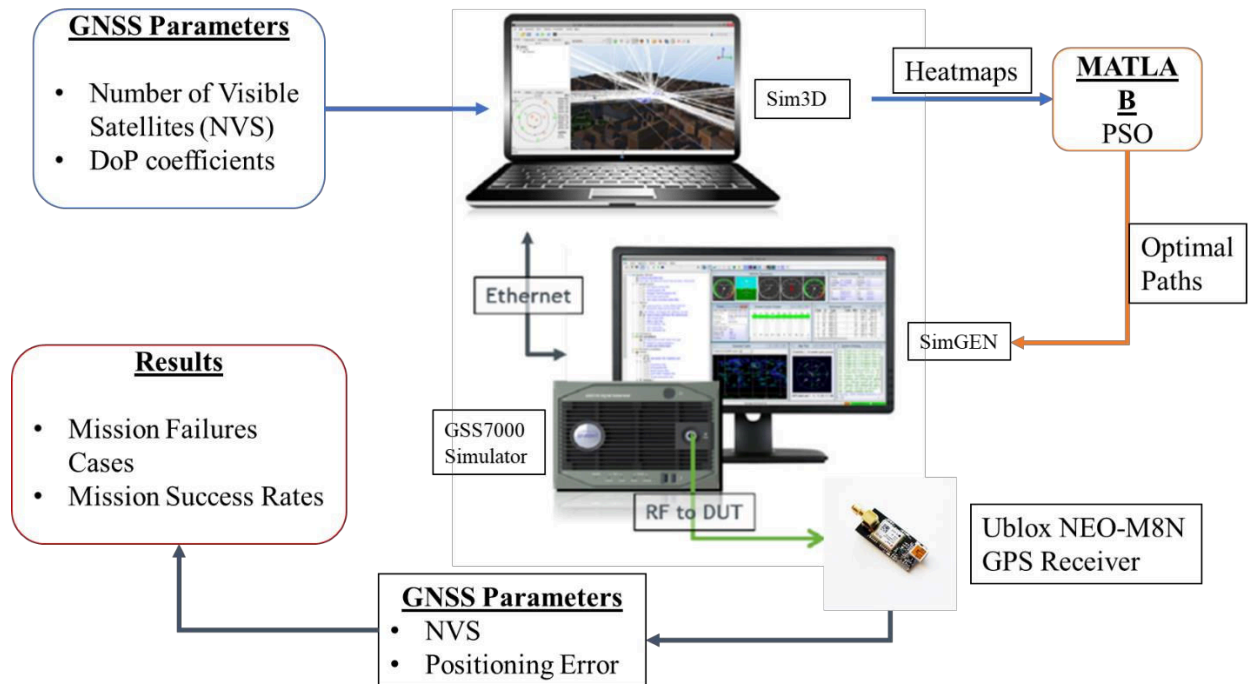 GNSS Parameters
• Number of Visible
Satellites (NVS)
• DoP coefficients
Sim3D
Heatmaps
MATLA
B
PSO
Optimal
Paths
Ethernet
SimGEN
GSS7000
Simulator
RF to DUT
Ublox NEO-M8N
GPS Receiver
GNSS Parameters
• NVS
• Positioning Error
Results
• Mission Failures
Cases
• Mission Success Rates